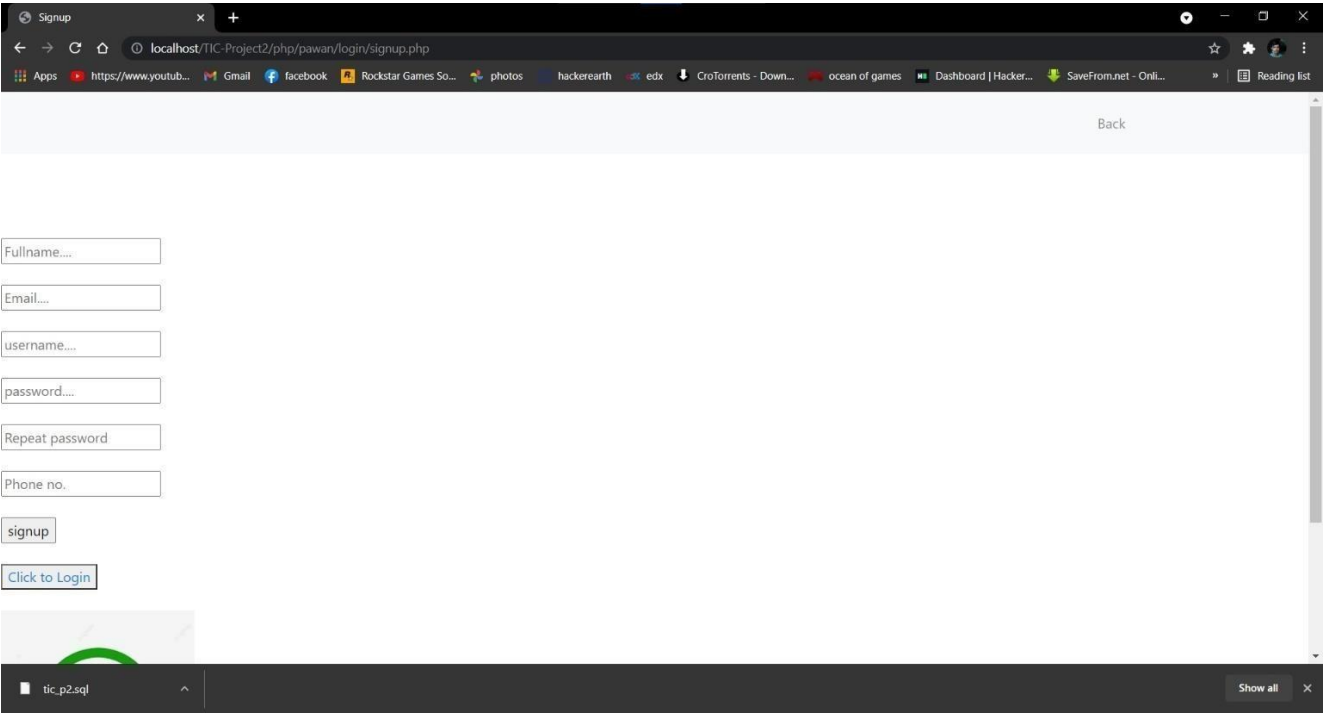 Signup
localhost/TIC-Project2/php/pawan/login/signup.php
Apps https://www.youtub... Gmail facebook Rockstar Games So... photos hackerearth edx CroTorrents - Down... ocean of games Dashboard | Hacker... SaveFrom.net - Onli... » Reading list
Back
Fullname....
Email....
username....
password....
Repeat password
Phone no.
signup
Click to Login
tic_p2.sql Show all